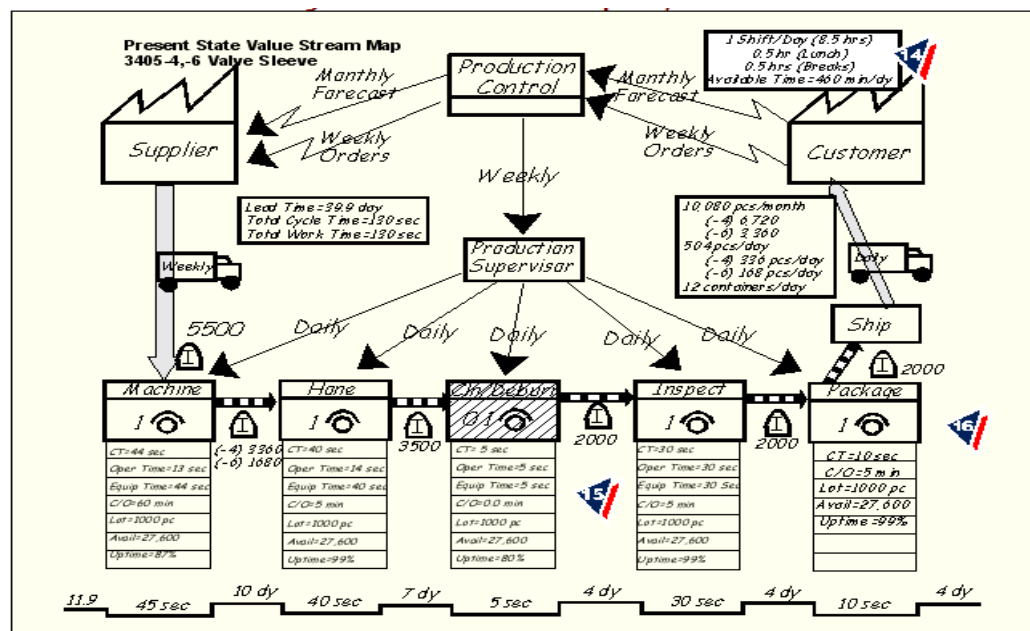 Present State Value Stream Map
3405-4,-6 Valve Sleeve
1 Shift/Day (8.5 hrs)
0.5 hr (Lunch)
0.5 hrs (Breaks)
Available Time=460 min/dy
14
Monthly
Forecast
Production
Control
Monthly
Forecast
Supplier
Weekly
Orders
Weekly
Orders
Customer
Weekly
Lead Time=39.9 day
Total Cycle Time=130 sec
Total Work Time=130 sec
10,080 pcs/month
(-4) 6,720
(-6) 3,360
504 pcs/day
(-4) 336 pcs/day
(-6) 168 pcs/day
12 containers/day
Production
Supervisor
Weekly
Daily
Ship
5500
Daily
Daily
Daily
Daily
Daily
I
I 2000
Machine
Hone
Cln/Deburr
Inspect
Package
1
1
0.1
1
1
I
I
I
I
(-4) 3360
(-6) 1680
3500
2000
2000
16
CT=44 sec
Oper Time=13 sec
Equip Time=44 sec
C/O=60 min
Lot=1000 pc
Avail=27,600
Uptime=87%
CT=40 sec
Oper Time=14 sec
Equip Time=40 sec
C/O=5 min
Lot=1000 pc
Avail=27,600
Uptime=99%
CT= 5 sec
Oper Time=5 sec
Equip Time=5 sec
C/O=0.0 min
Lot=1000 pc
Avail=27,600
Uptime=80%
15
CT=30 sec
Oper Time=30 sec
Equip Time=30 Sec
C/O=5 min
Lot=1000 pc
Avail=27,600
Uptime=99%
CT=10 sec
C/O=5 min
Lot=1000 pc
Avail=27,600
Uptime=99%
11.9
45 sec
10 dy
40 sec
7 dy
5 sec
4 dy
30 sec
4 dy
10 sec
4 dy